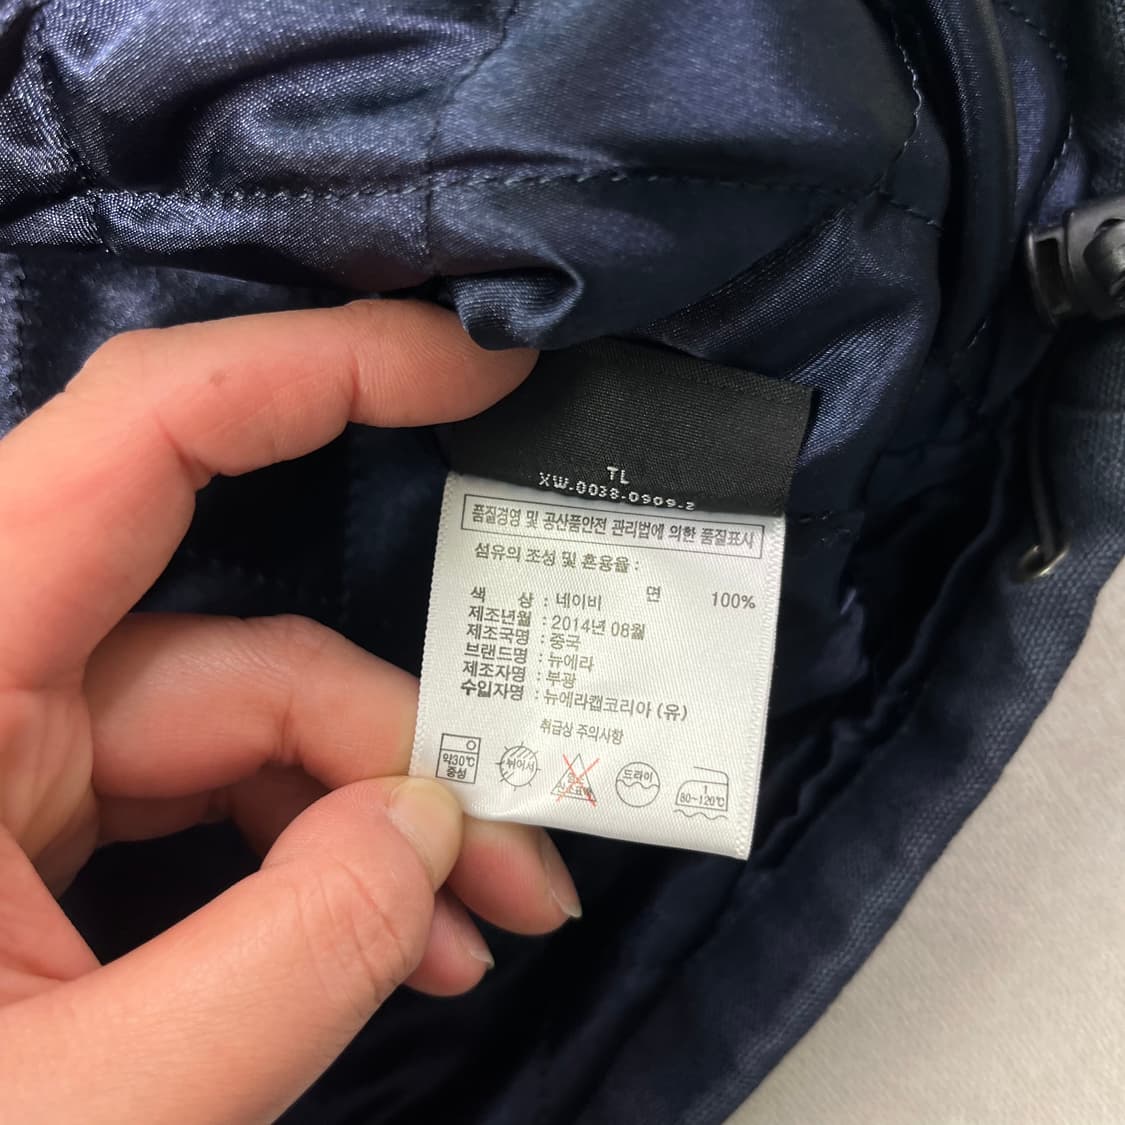 TL
XW-0038-0909-2
품질경영 및 공산품안전 관리법에 의한 품질표시
섬유의 조성 및 혼용율 :
면 100%
색 상 : 네이비
제조년월 : 2014년 08월
제조국명 : 중국
브랜드명 : 뉴에라
제조자명 : 부광
수입자명 : 뉴에라캡코리아 (유)
취급상 주의사항
약30℃
중성
뉘어서
드라이
1
80~120℃